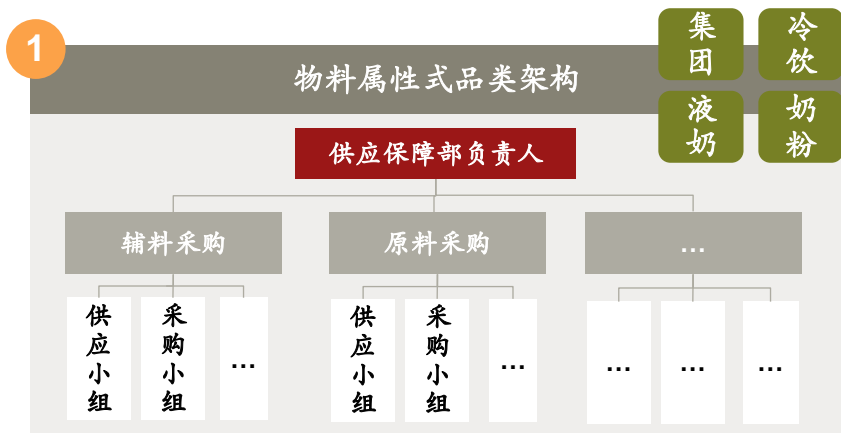 1
物料属性式品类架构
集团
冷饮
液奶
奶粉
供应保障部负责人
辅料采购
原料采购
...
供应小组
采购小组
...
供应小组
采购小组
...
...
...
...